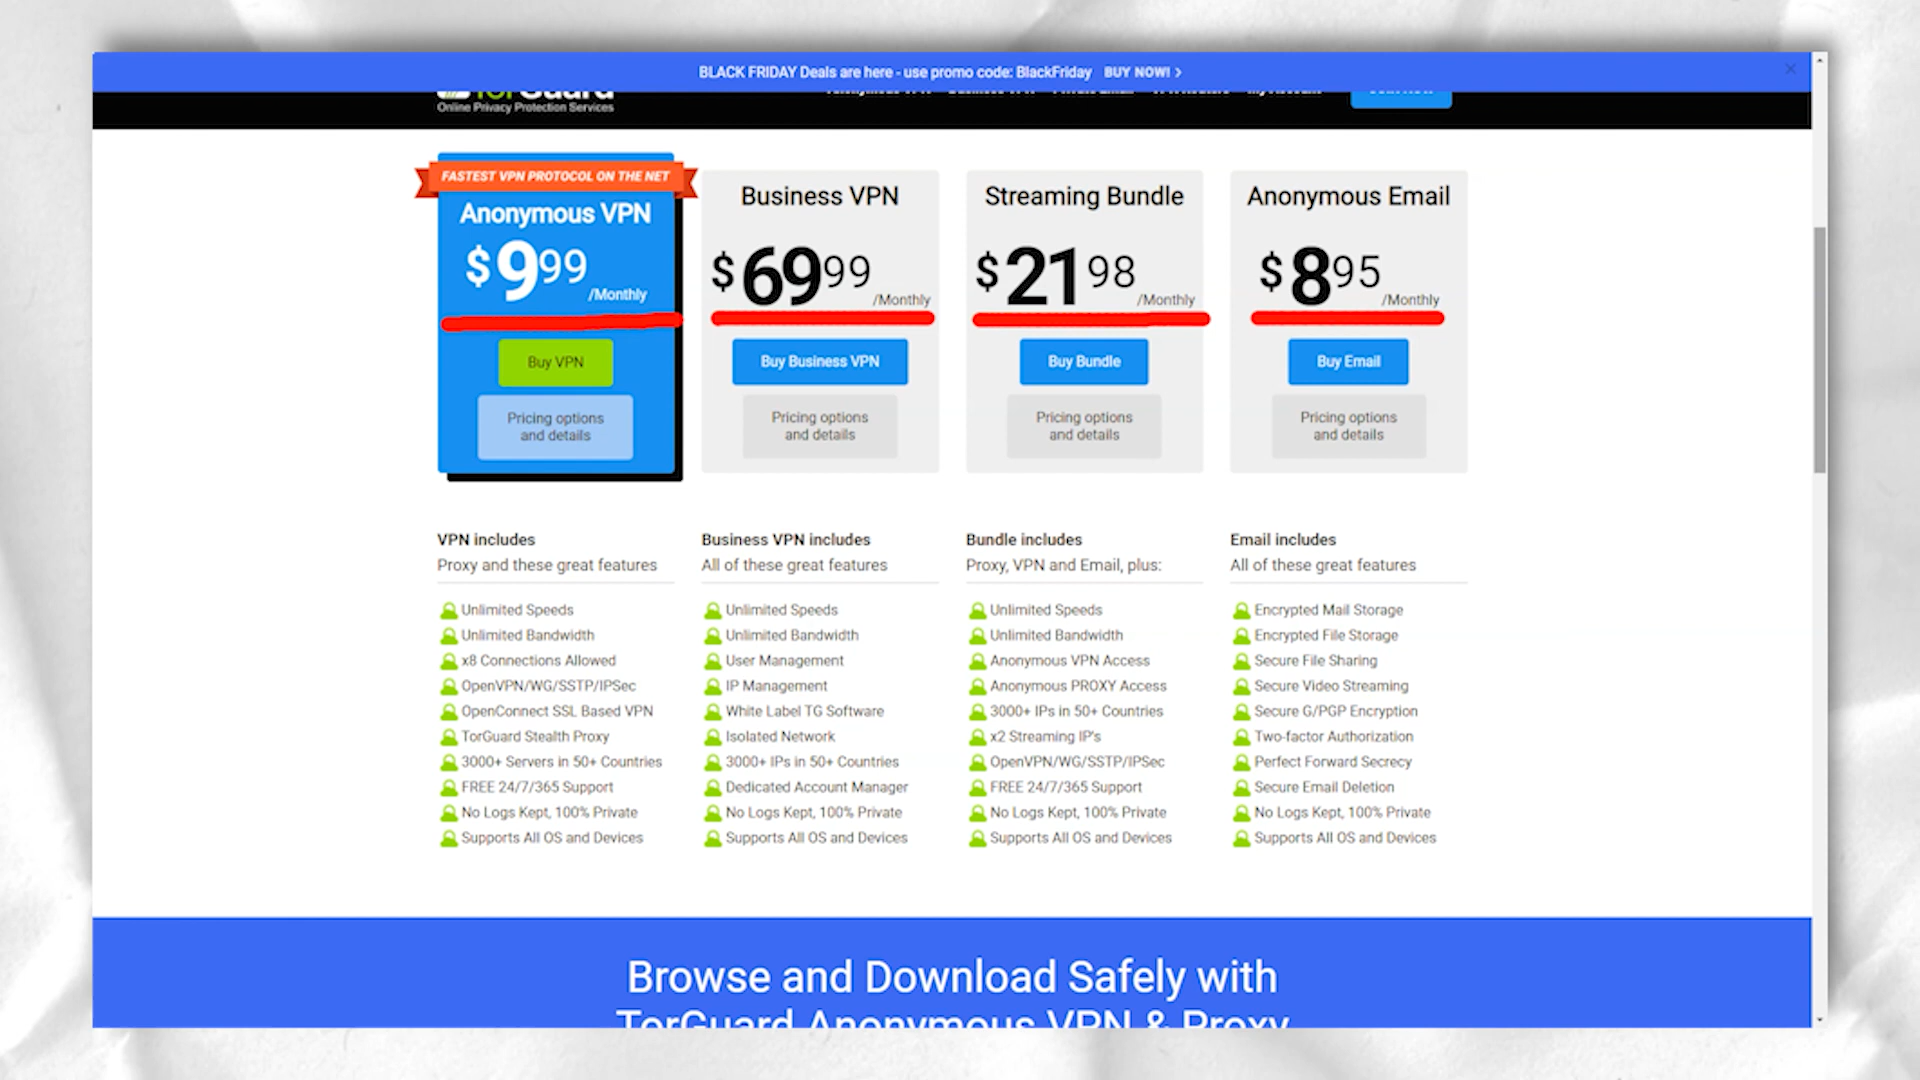 BLACK FRIDAY Deals are here - use promo code: BlackFriday BUY NOW!
TorGuard
Online Privacy Protection Services
FASTEST VPN PROTOCOL ON THE NET
Anonymous VPN
$999
/Monthly
Buy VPN
Pricing options
and details
Business VPN
$6999
/Monthly
Buy Business VPN
Pricing options
and details
Streaming Bundle
$2198
/Monthly
Buy Bundle
Pricing options
and details
Anonymous Email
$895
/Monthly
Buy Email
Pricing options
and details
VPN includes
Proxy and these great features
Unlimited Speeds
Unlimited Bandwidth
x8 Connections Allowed
OpenVPN/WG/SSTP/IPSec
OpenConnect SSL Based VPN
TorGuard Stealth Proxy
3000+ Servers in 50+ Countries
FREE 24/7/365 Support
No Logs Kept, 100% Private
Supports All OS and Devices
Business VPN includes
All of these great features
Unlimited Speeds
Unlimited Bandwidth
User Management
IP Management
White Label TG Software
Isolated Network
3000+ IPs in 50+ Countries
Dedicated Account Manager
No Logs Kept, 100% Private
Supports All OS and Devices
Bundle includes
Proxy, VPN and Email, plus:
Unlimited Speeds
Unlimited Bandwidth
Anonymous VPN Access
Anonymous PROXY Access
3000+ IPs in 50+ Countries
x2 Streaming IP's
OpenVPN/WG/SSTP/IPSec
FREE 24/7/365 Support
No Logs Kept, 100% Private
Supports All OS and Devices
Email includes
All of these great features
Encrypted Mail Storage
Encrypted File Storage
Secure File Sharing
Secure Video Streaming
Secure G/PGP Encryption
Two-factor Authorization
Perfect Forward Secrecy
Secure Email Deletion
No Logs Kept, 100% Private
Supports All OS and Devices
Browse and Download Safely with
TorGuard Anonymous VPN & Proxy